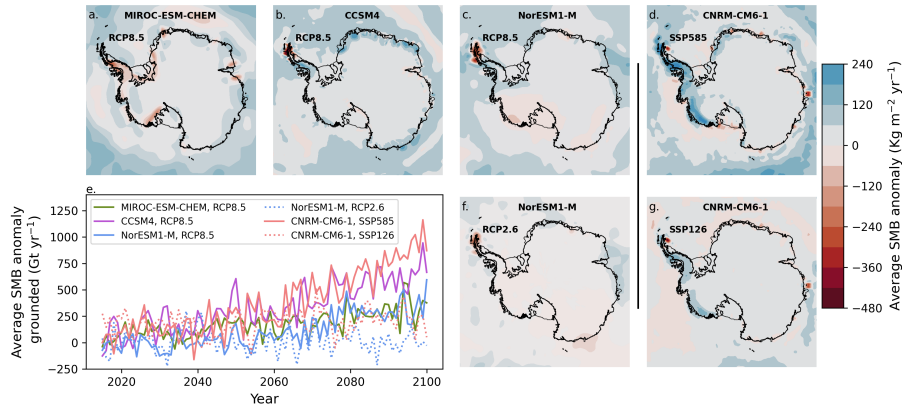 a.
MIROC-ESM-CHEM
RCP8.5
b.
CCSM4
RCP8.5
c.
NorESM1-M
RCP8.5
d.
CNRM-CM6-1
SSP585
240
120
0
−120
−240
−360
−480
Average SMB anomaly (Kg m⁻² yr⁻¹)
e.
MIROC-ESM-CHEM, RCP8.5
CCSM4, RCP8.5
NorESM1-M, RCP8.5
NorESM1-M, RCP2.6
CNRM-CM6-1, SSP585
CNRM-CM6-1, SSP126
1250
1000
750
500
250
0
−250
Average SMB anomaly
grounded (Gt yr⁻¹)
2020
2040
2060
2080
2100
Year
f.
NorESM1-M
RCP2.6
g.
CNRM-CM6-1
SSP126